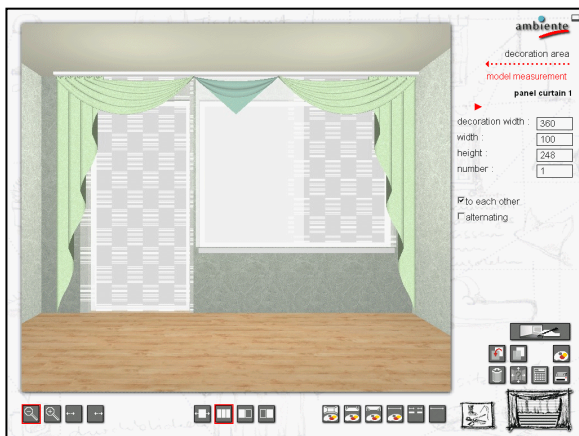 ambiente
decoration area
model measurement
panel curtain 1
decoration width : 360
width : 100
height : 248
number : 1
to each other
alternating